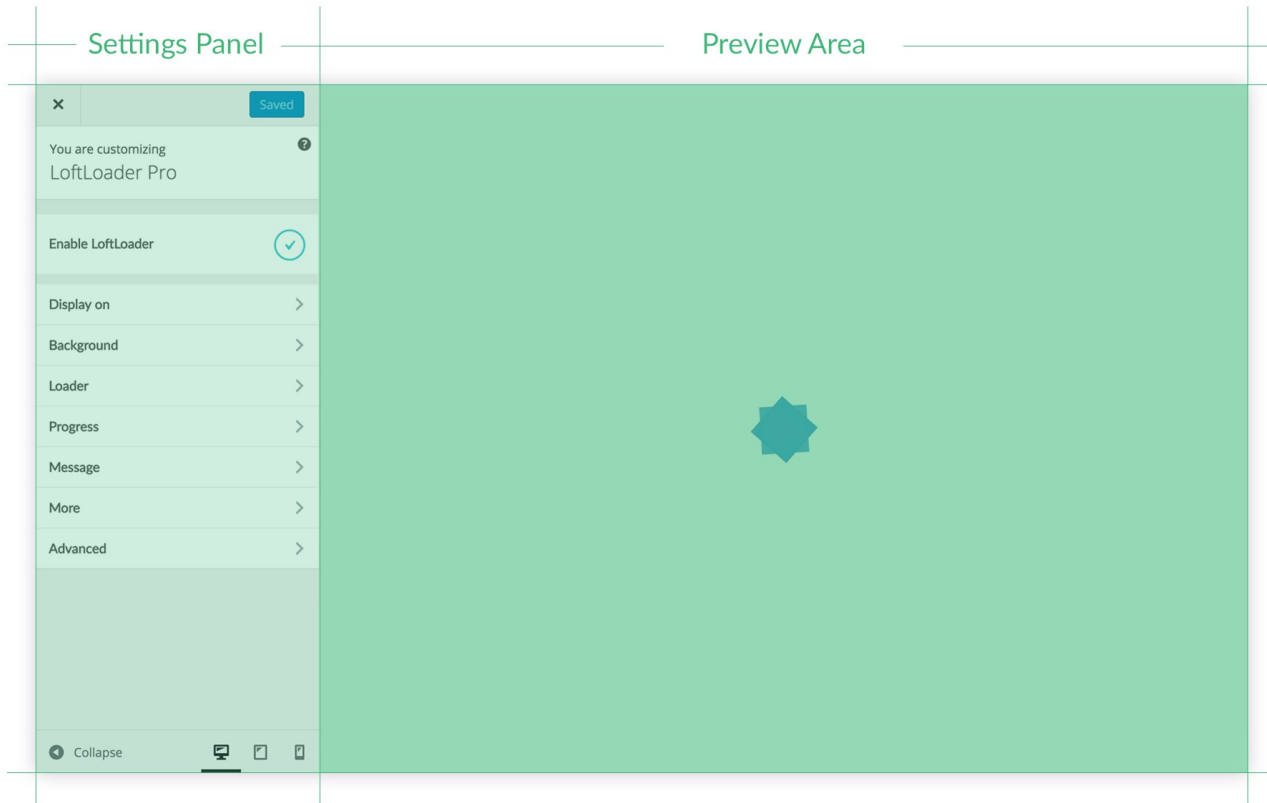 Settings Panel
Preview Area
Saved
You are customizing
LoftLoader Pro
Enable LoftLoader
Display on
Background
Loader
Progress
Message
More
Advanced
Collapse